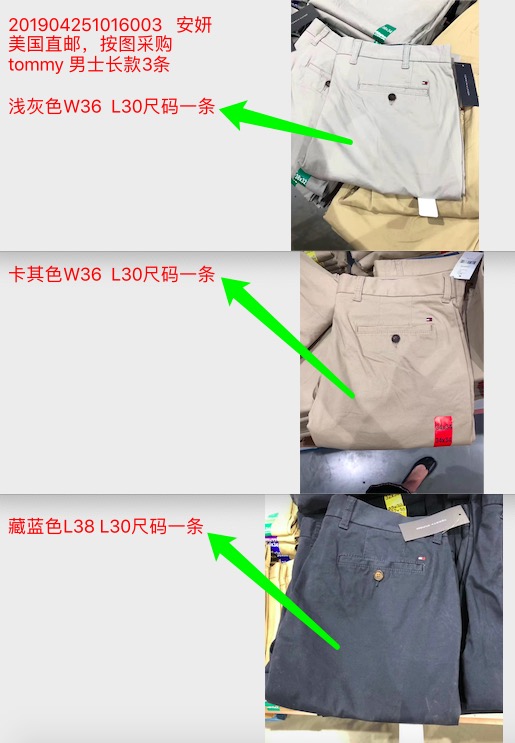 201904251016003 安妍
美国直邮，按图采购
tommy 男士长款3条
浅灰色W36 L30尺码一条
卡其色W36 L30尺码一条
藏蓝色L38 L30尺码一条